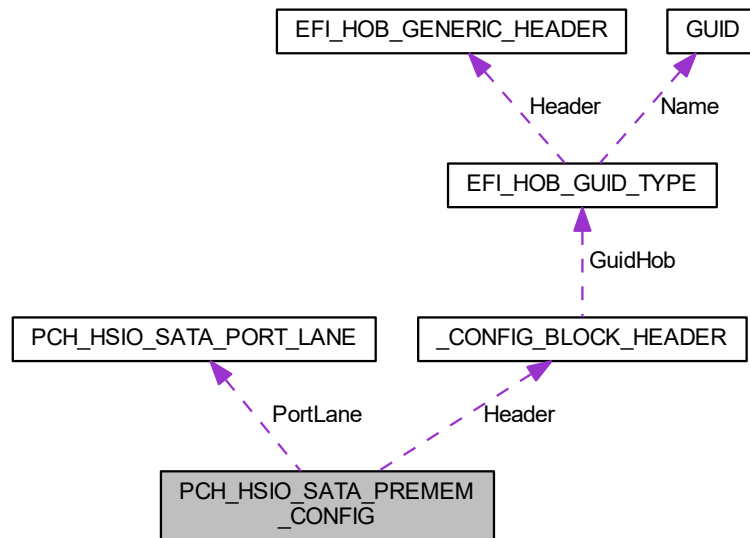 EFI_HOB_GENERIC_HEADER
GUID
Header
Name
EFI_HOB_GUID_TYPE
GuidHob
PCH_HSIO_SATA_PORT_LANE
_CONFIG_BLOCK_HEADER
PortLane
Header
PCH_HSIO_SATA_PREMEM
_CONFIG